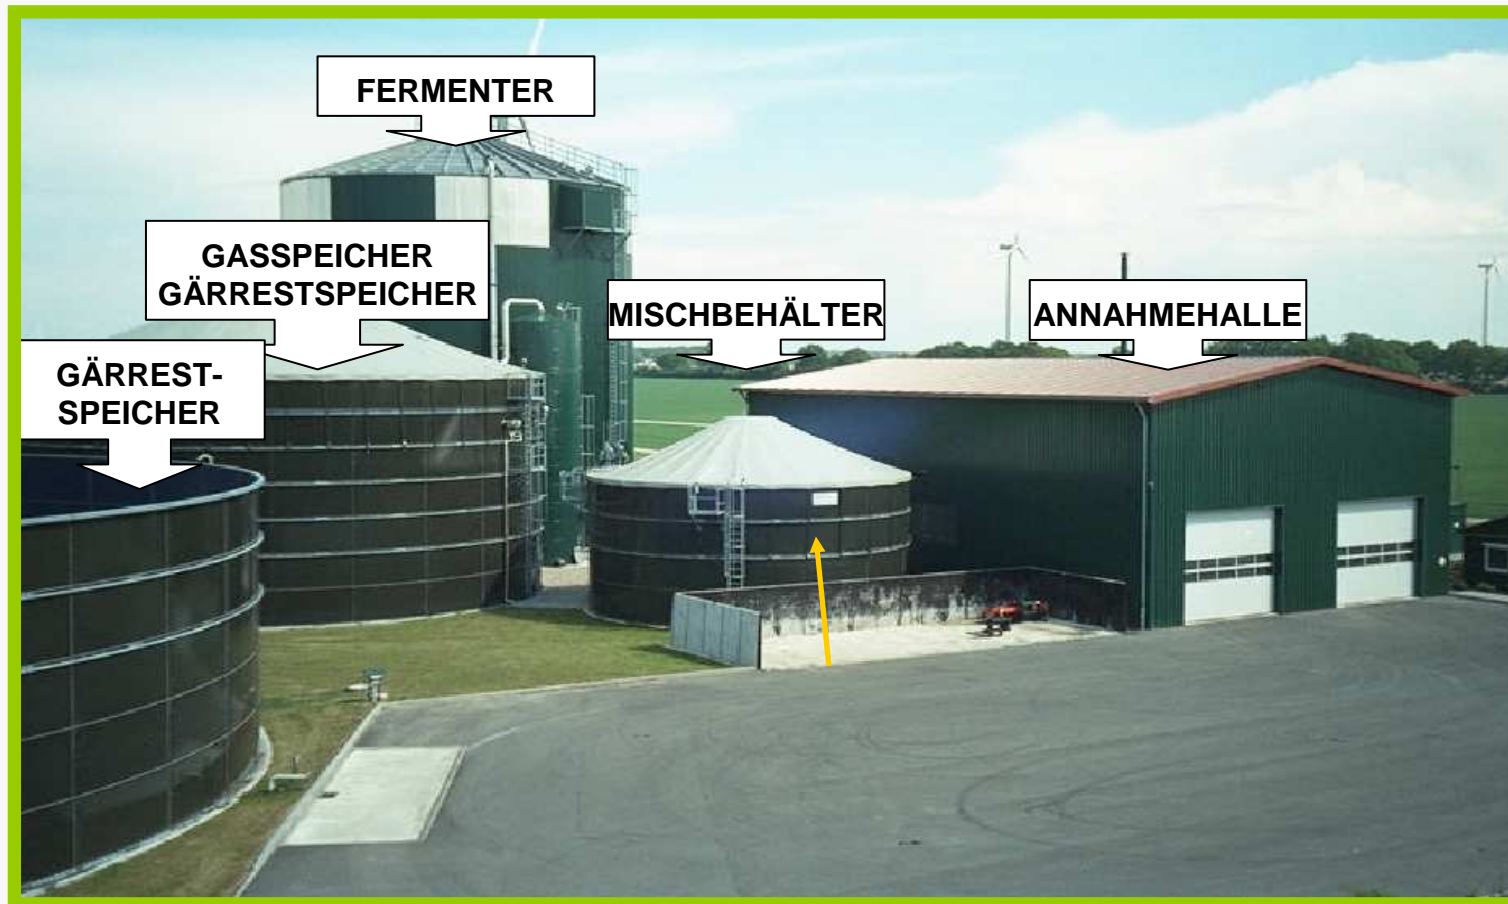 FERMENTER
GASSPEICHER
GÄRRESTSPEICHER
GÄRREST-
SPEICHER
MISCHBEHÄLTER
ANNAHMEHALLE